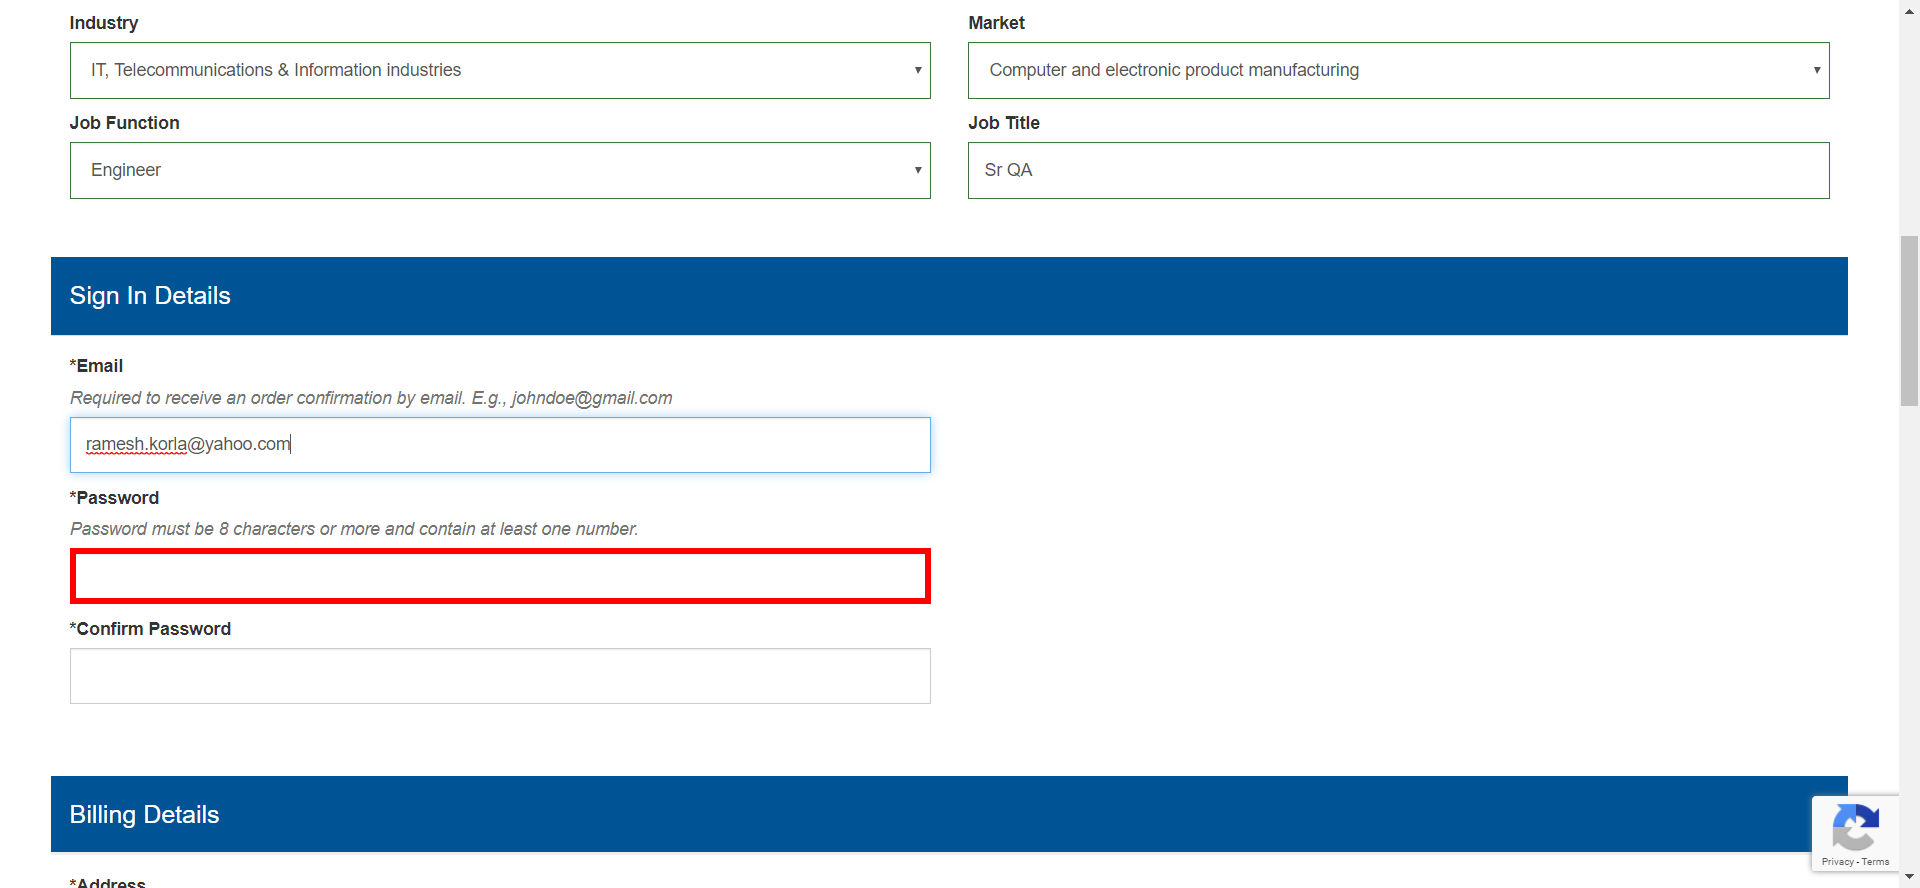 Industry
Market
IT, Telecommunications & Information industries
Computer and electronic product manufacturing
Job Function
Job Title
Engineer
Sr QA
Sign In Details
*Email
Required to receive an order confirmation by email. E.g., johndoe@gmail.com
ramesh.korla@yahoo.com
*Password
Password must be 8 characters or more and contain at least one number.
*Confirm Password
Billing Details
Privacy - Terms
*Address